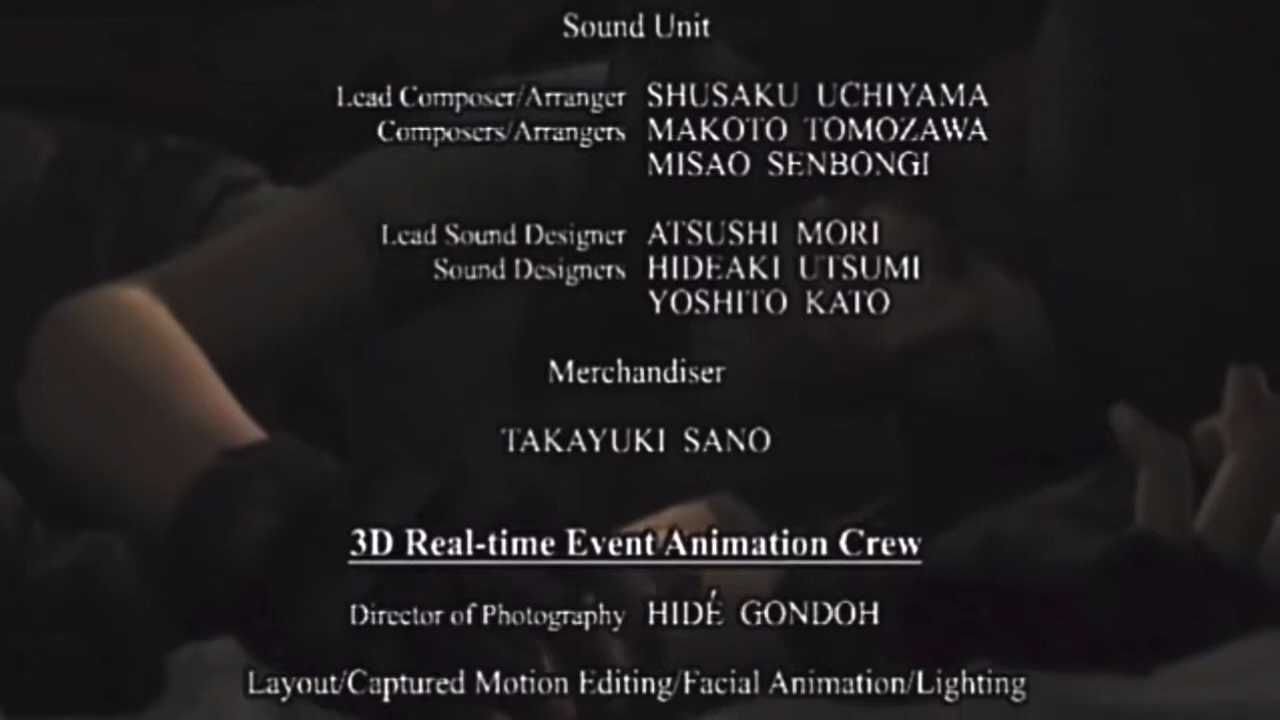 Sound Unit
Lead Composer/Arranger SHUSAKU UCHIYAMA
Composers/Arrangers MAKOTO TOMOZAWA
MISAO SENBONGI
Lead Sound Designer ATSUSHI MORI
Sound Designers HIDEAKI UTSUMI
YOSHITO KATO
Merchandiser
TAKAYUKI SANO
3D Real-time Event Animation Crew
Director of Photography HIDÉ GONDOH
Layout/Captured Motion Editing/Facial Animation/Lighting